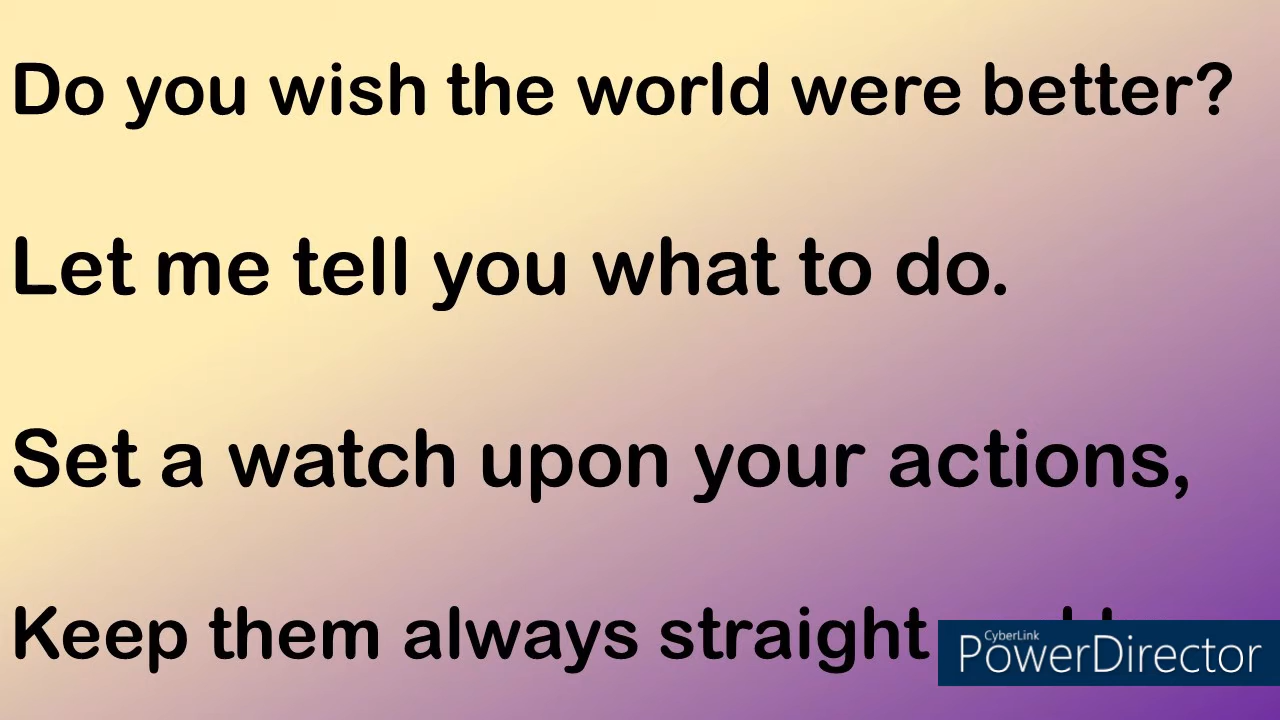 Do you wish the world were better?
Let me tell you what to do.
Set a watch upon your actions,
Keep them always straight
CyberLink
PowerDirector